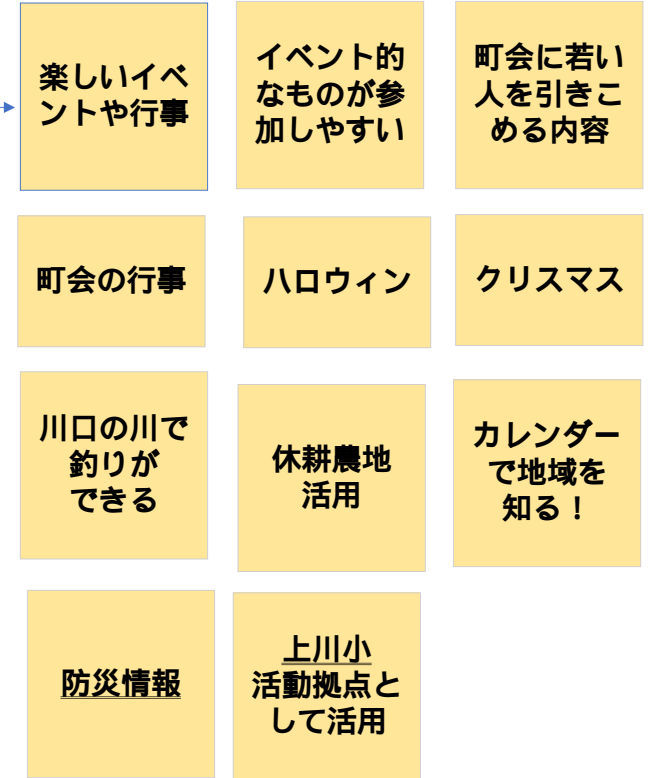 楽しいイベ
ントや行事
イベント的
なものが参
加しやすい
町会に若い
人を引きこ
める内容
町会の行事
ハロウィン
クリスマス
川口の川で
釣りが
できる
休耕農地
活用
カレンダー
で地域を
知る！
防災情報
上川小
活動拠点と
して活用